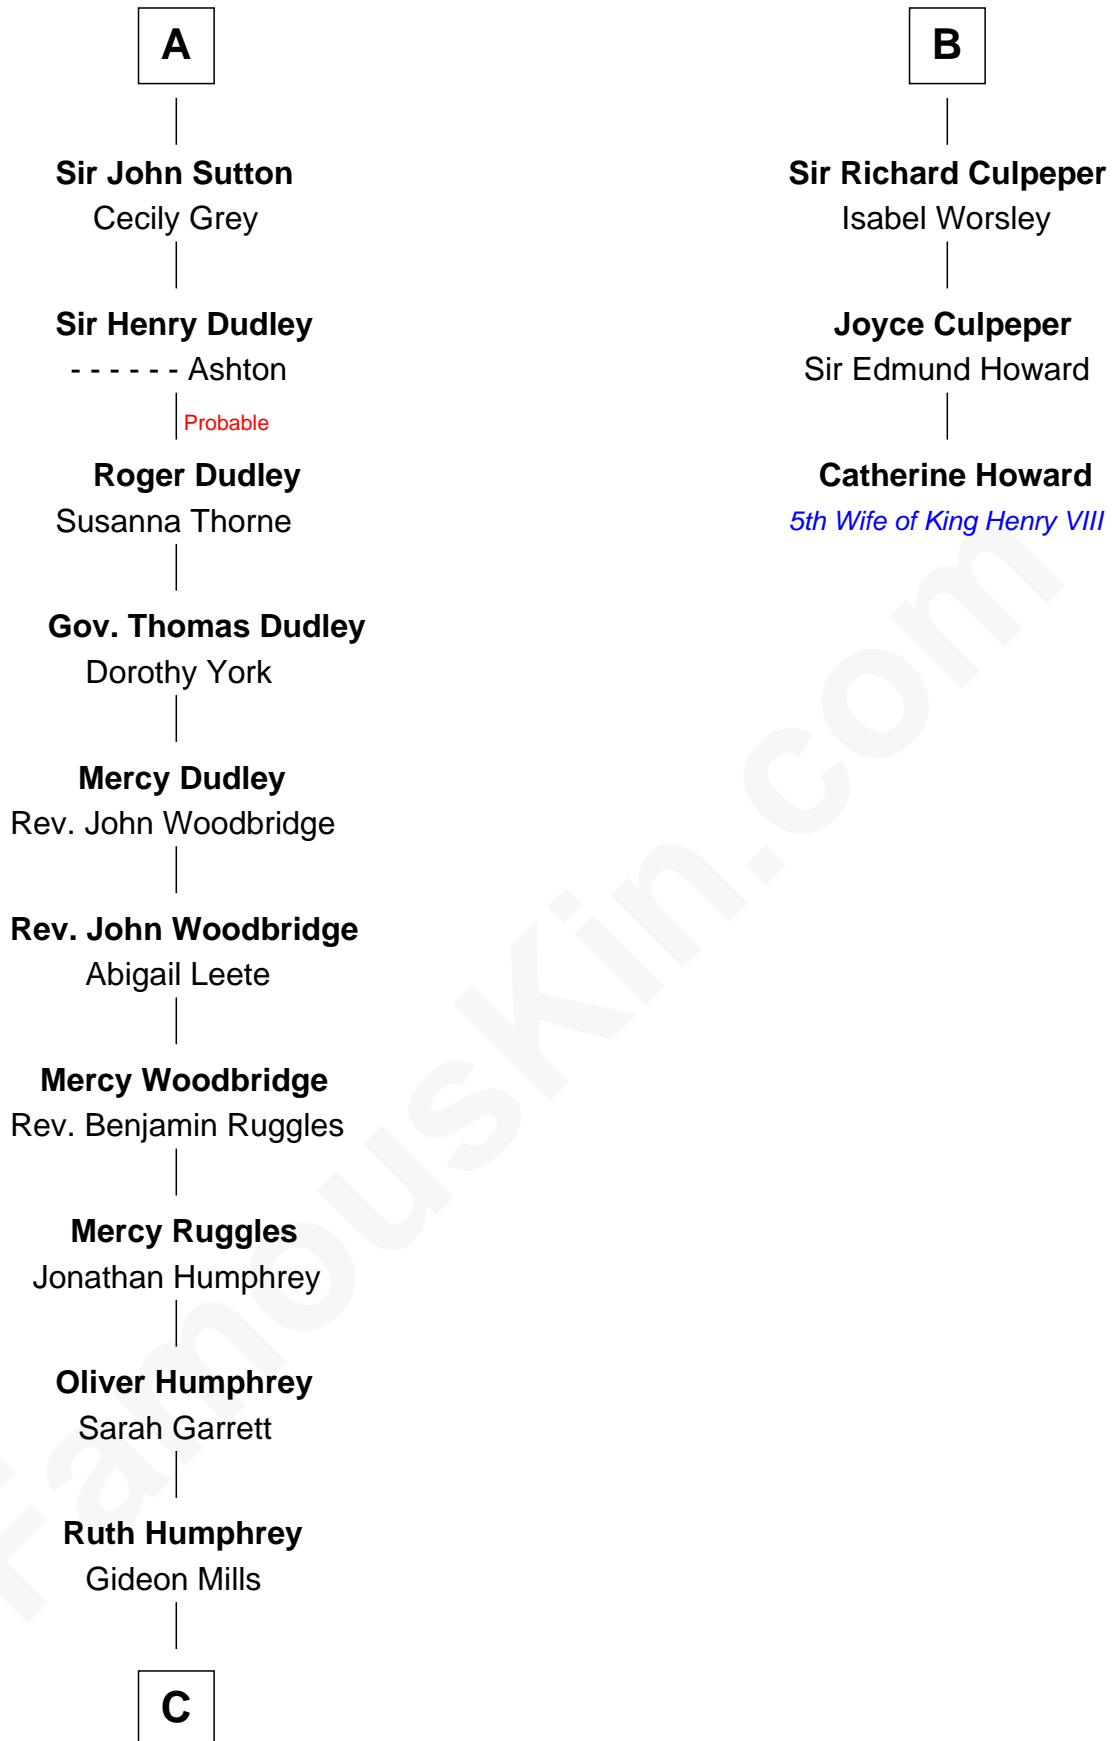 A
Sir John Sutton
Cecily Grey
Sir Henry Dudley
- - - - - - Ashton
Probable
Roger Dudley
Susanna Thorne
Gov. Thomas Dudley
Dorothy York
Mercy Dudley
Rev. John Woodbridge
Rev. John Woodbridge
Abigail Leete
Mercy Woodbridge
Rev. Benjamin Ruggles
Mercy Ruggles
Jonathan Humphrey
Oliver Humphrey
Sarah Garrett
Ruth Humphrey
Gideon Mills
C
B
Sir Richard Culpeper
Isabel Worsley
Joyce Culpeper
Sir Edmund Howard
Catherine Howard
5th Wife of King Henry VIII
FamousKin.com